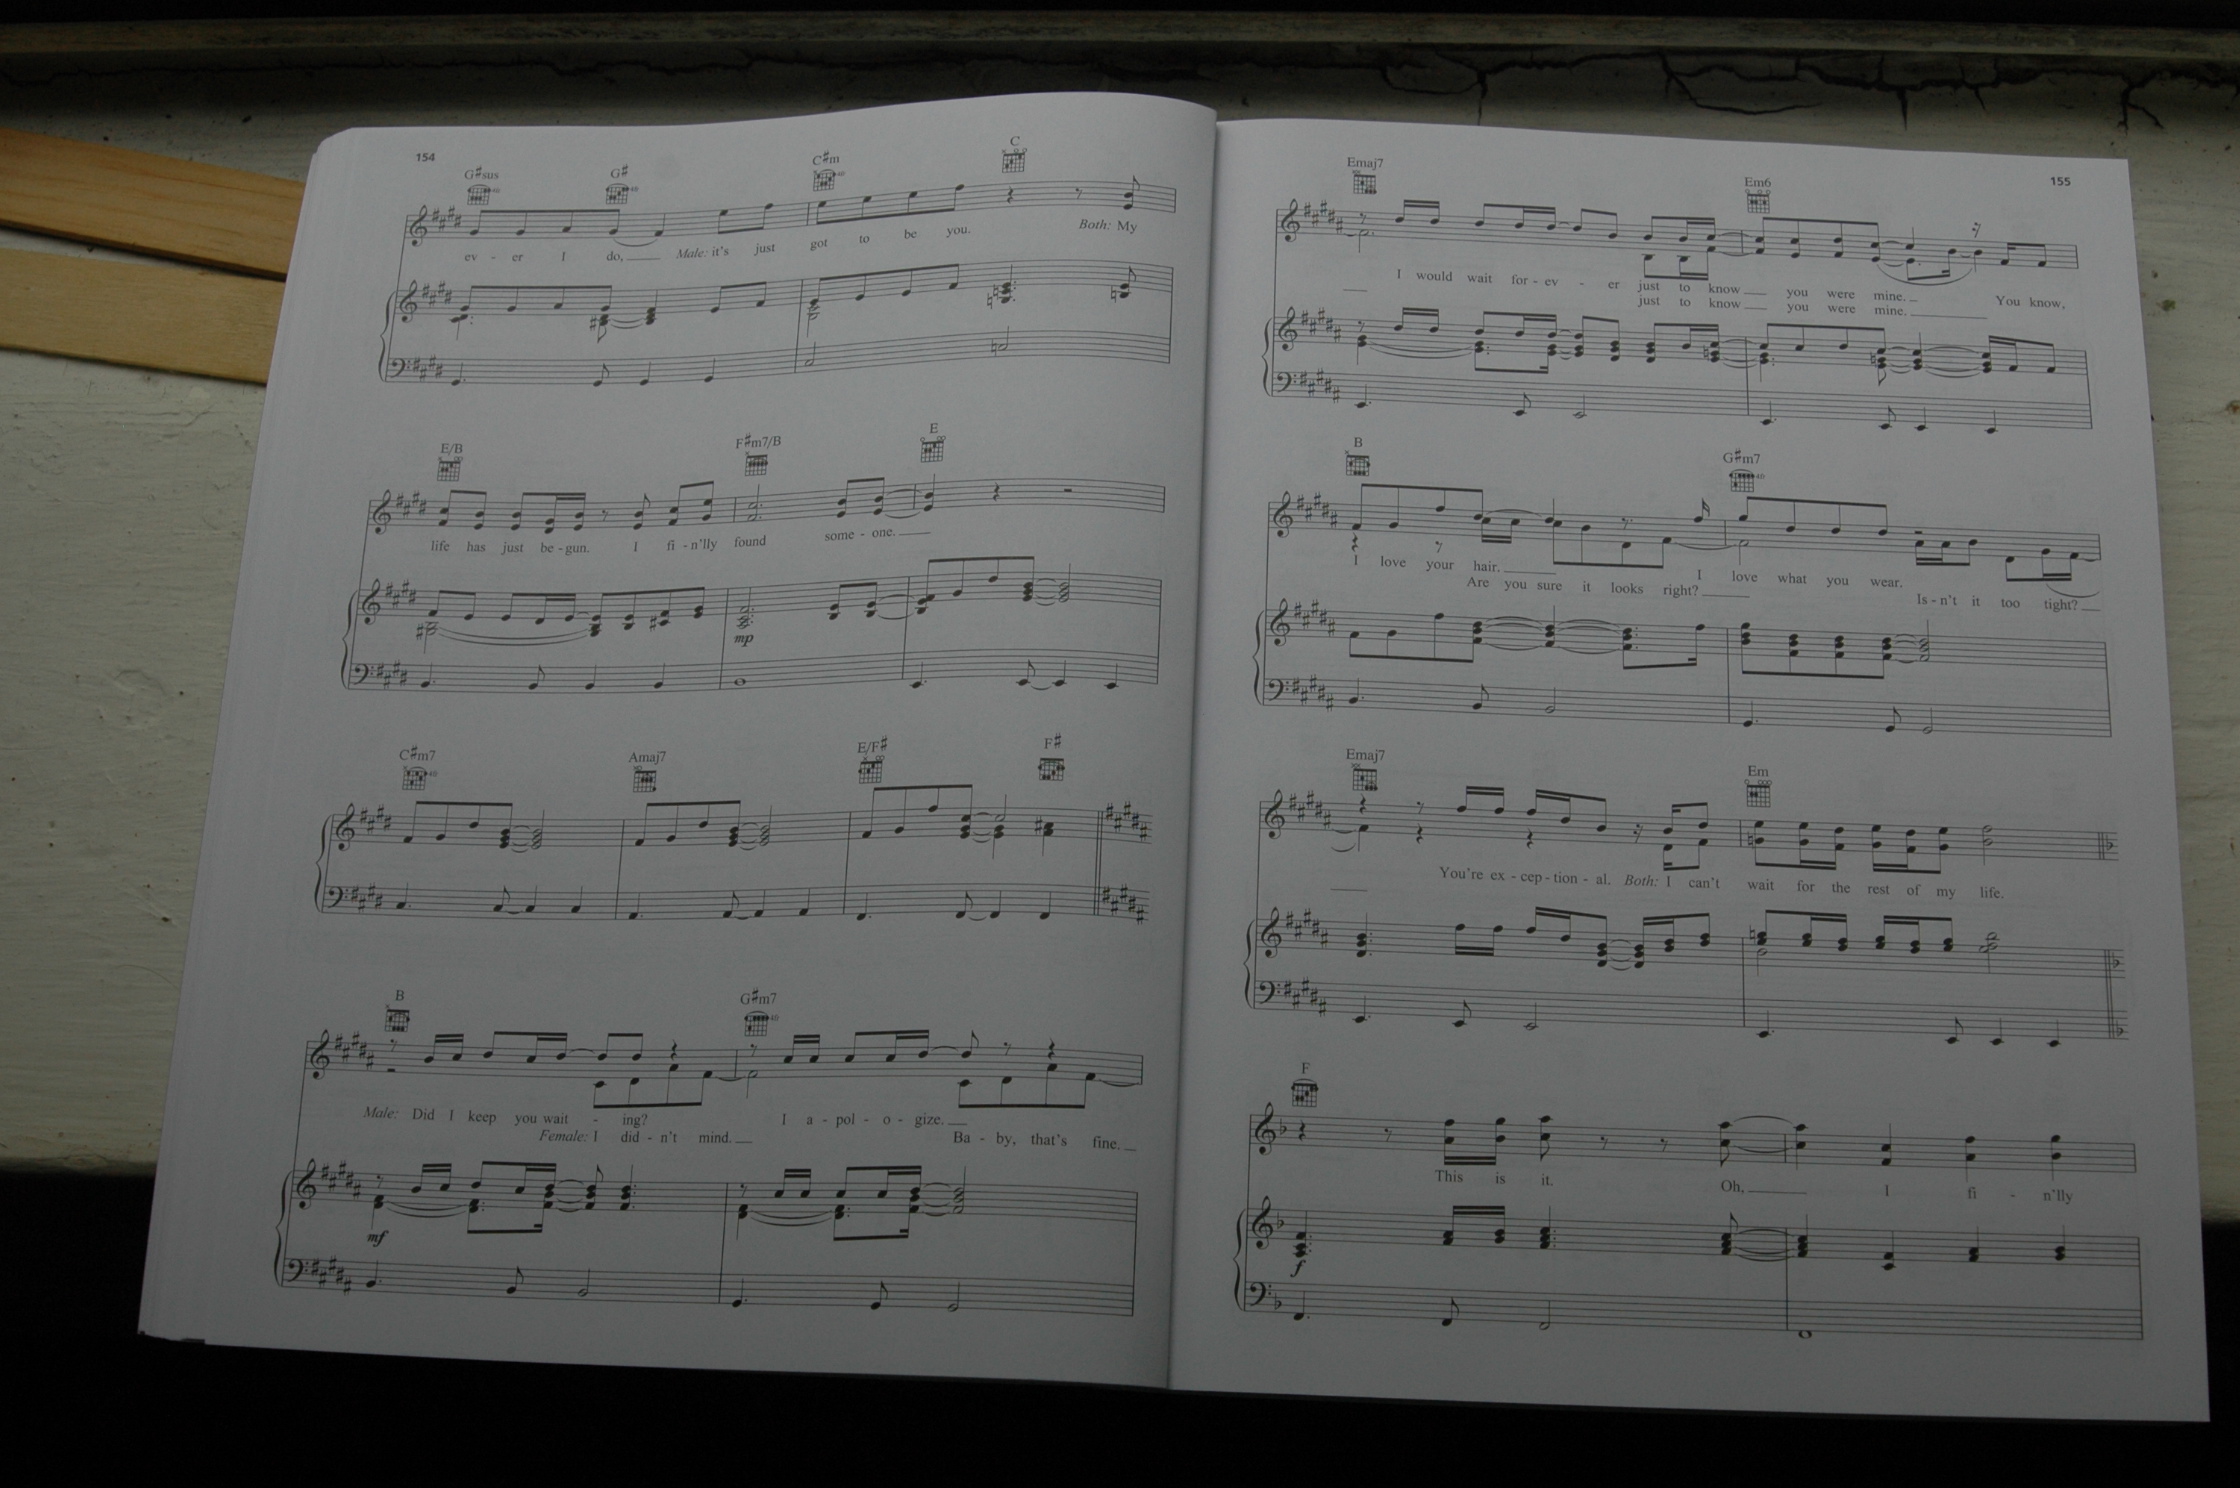 154
G#sus G# C#m C
ev - er I do, Male: it's just got to be you. Both: My
E/B F#m7/B E
life has just be - gun. I fi - n'lly found some - one.
mp
C#m7 Amaj7 E/F# F#
B G#m7
Male: Did I keep you wait - ing? I a - pol - o - gize.
Female: I did - n't mind. Ba - by, that's fine.
mf
155
Emaj7 Em6
I would wait for - ev - er just to know you were mine. You know,
just to know you were mine.
B G#m7
I love your hair. I love what you wear.
Are you sure it looks right? Is - n't it too tight?
Emaj7 Em
You're ex - cep - tion - al. Both: I can't wait for the rest of my life.
F
This is it. Oh, I fi - n'lly
f